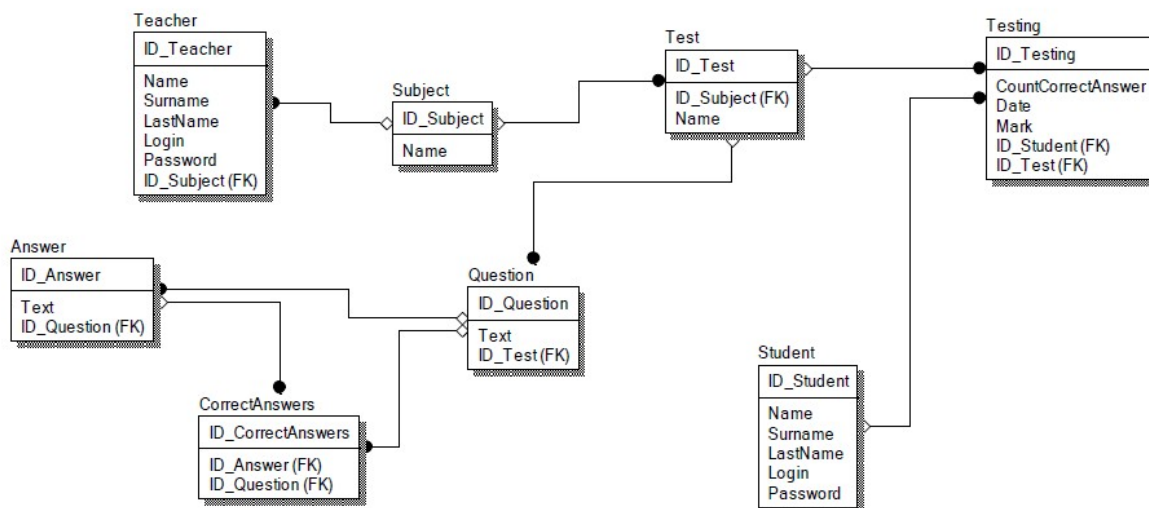 Teacher
ID_Teacher
Name
Surname
LastName
Login
Password
ID_Subject (FK)
Subject
ID_Subject
Name
Test
ID_Test
ID_Subject (FK)
Name
Testing
ID_Testing
CountCorrectAnswer
Date
Mark
ID_Student (FK)
ID_Test (FK)
Answer
ID_Answer
Text
ID_Question (FK)
Question
ID_Question
Text
ID_Test (FK)
CorrectAnswers
ID_CorrectAnswers
ID_Answer (FK)
ID_Question (FK)
Student
ID_Student
Name
Surname
LastName
Login
Password